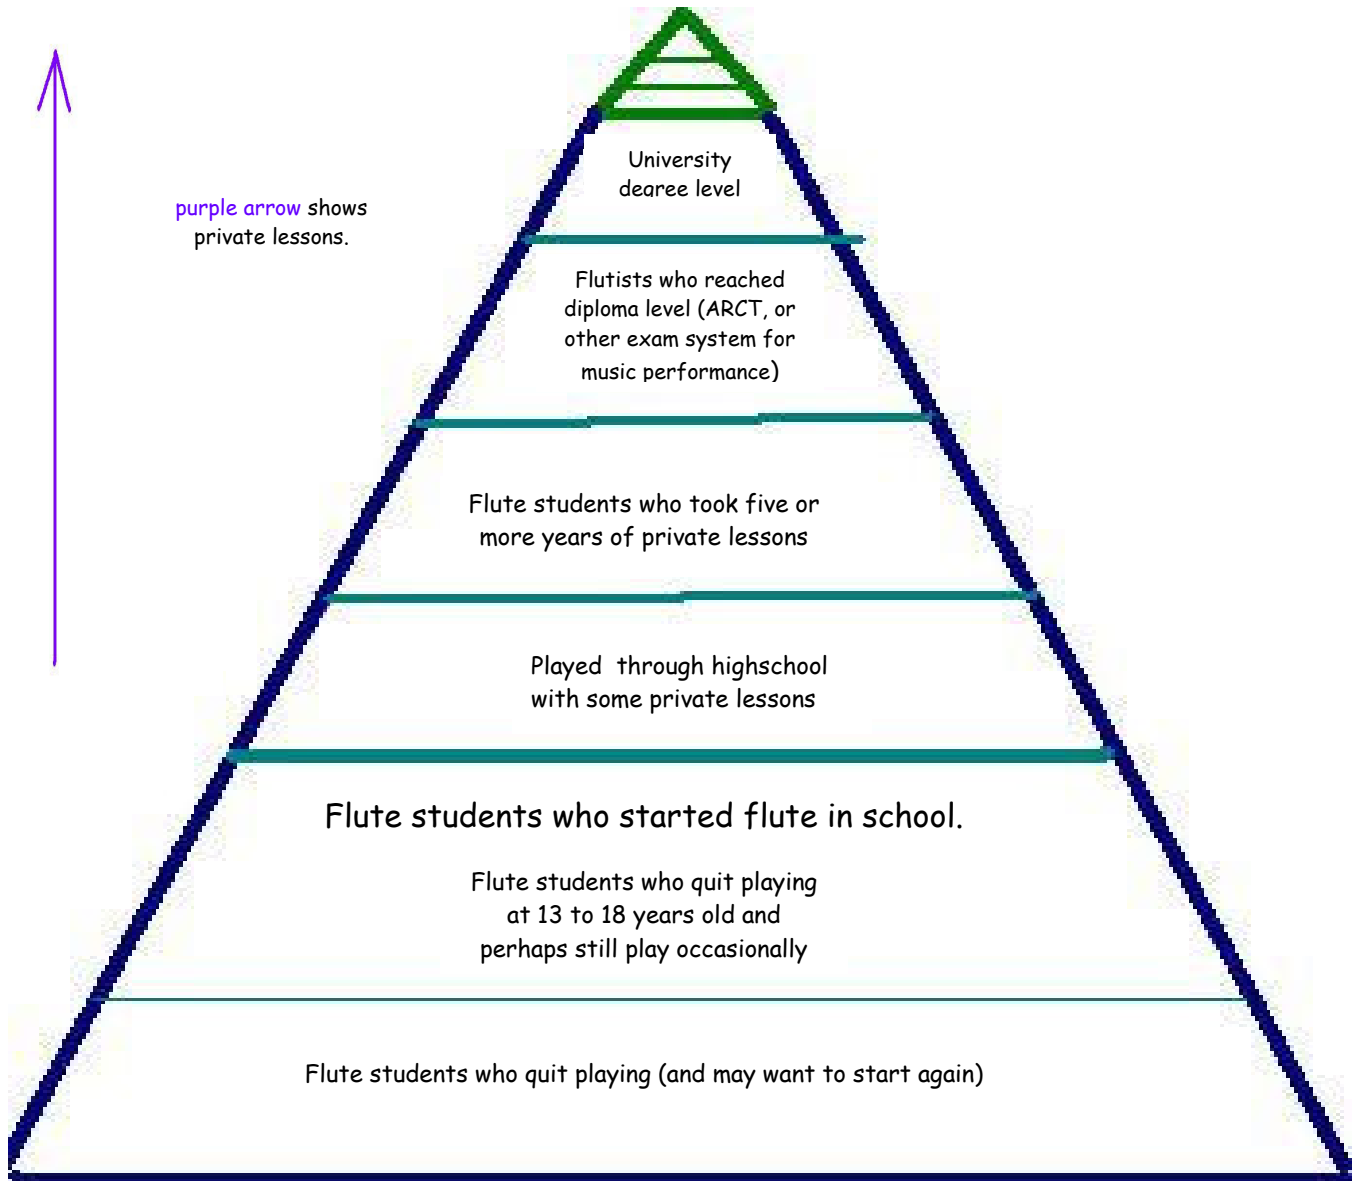 University
dearee level
purple arrow shows
private lessons.
Flutists who reached
diploma level (ARCT, or
other exam system for
music performance)
Flute students who took five or
more years of private lessons
Played through highschool
with some private lessons
Flute students who started flute in school.
Flute students who quit playing
at 13 to 18 years old and
perhaps still play occasionally
Flute students who quit playing (and may want to start again)